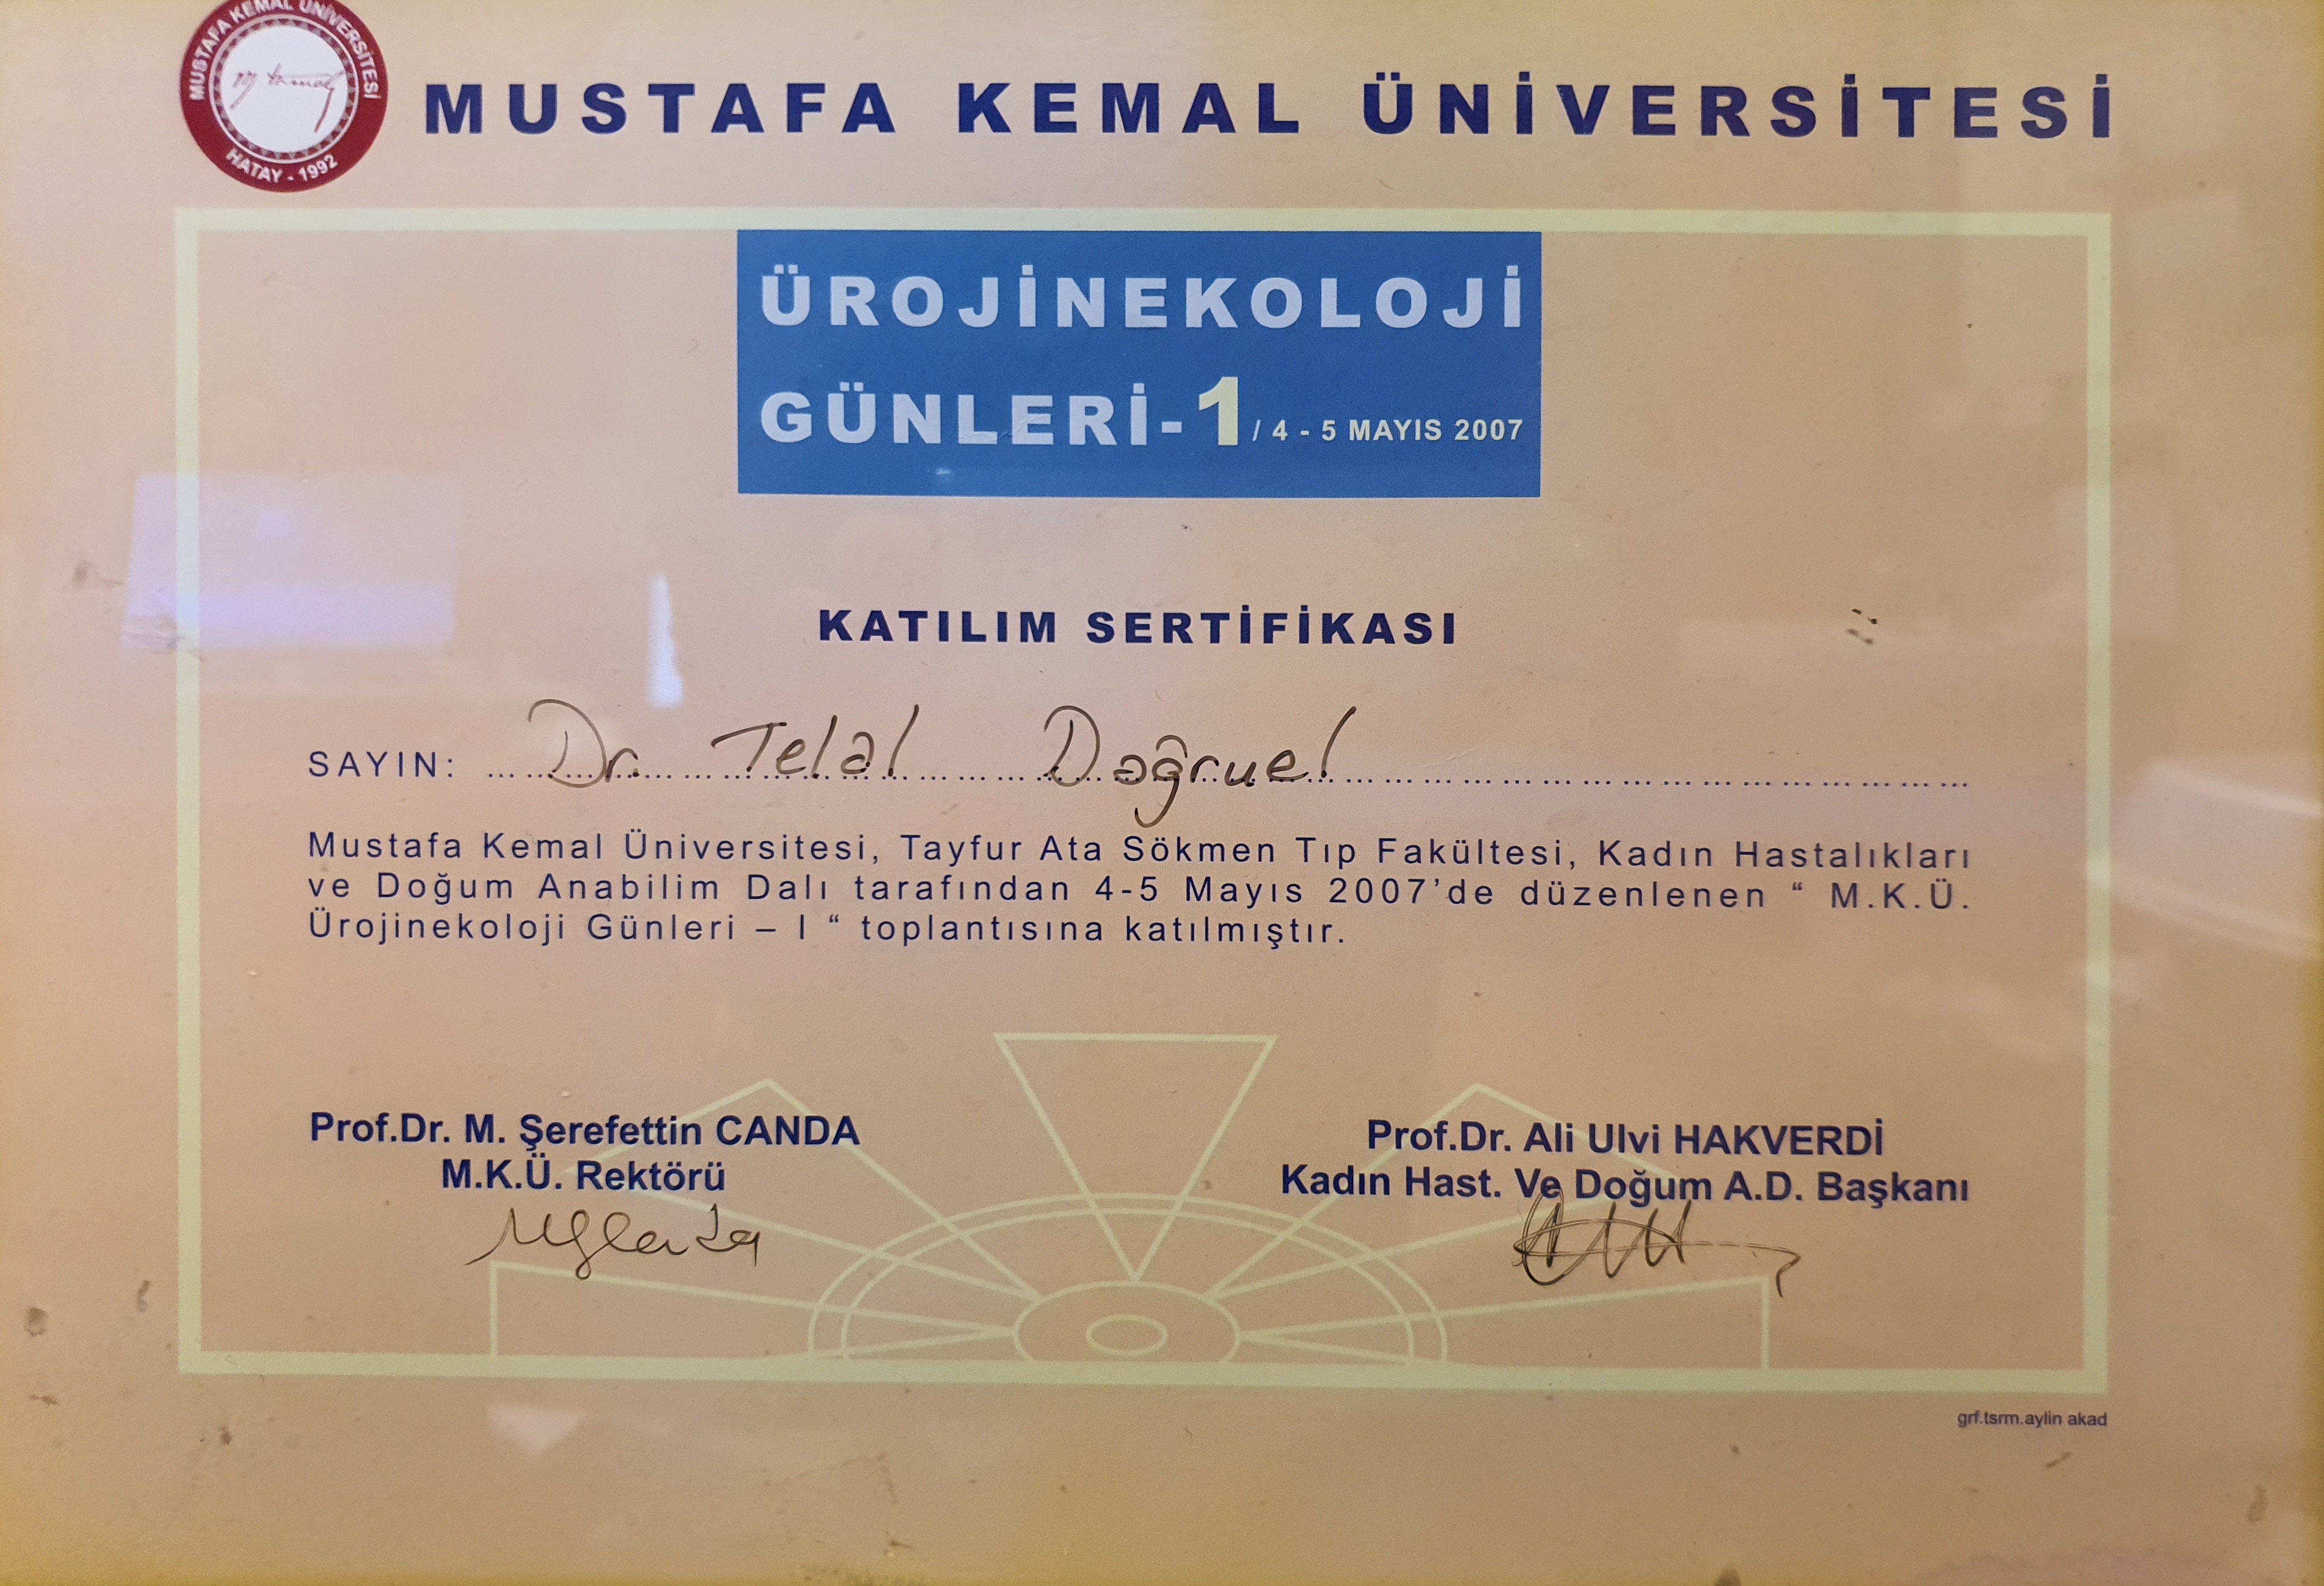 MUSTAFA KEMAL ÜNİVERSİTESİ
HATAY - 1992
MUSTAFA KEMAL ÜNİVERSİTESİ
ÜROJİNEKOLOJİ
GÜNLERİ-1 / 4 - 5 MAYIS 2007
KATILIM SERTİFİKASI
SAYIN: Dr. Telal Doğruel
Mustafa Kemal Üniversitesi, Tayfur Ata Sökmen Tıp Fakültesi, Kadın Hastalıkları
ve Doğum Anabilim Dalı tarafından 4-5 Mayıs 2007’de düzenlenen “ M.K.Ü.
Ürojinekoloji Günleri – I “ toplantısına katılmıştır.
Prof.Dr. M. Şerefettin CANDA
M.K.Ü. Rektörü
Prof.Dr. Ali Ulvi HAKVERDİ
Kadın Hast. Ve Doğum A.D. Başkanı
grf.tsrm.aylin akad